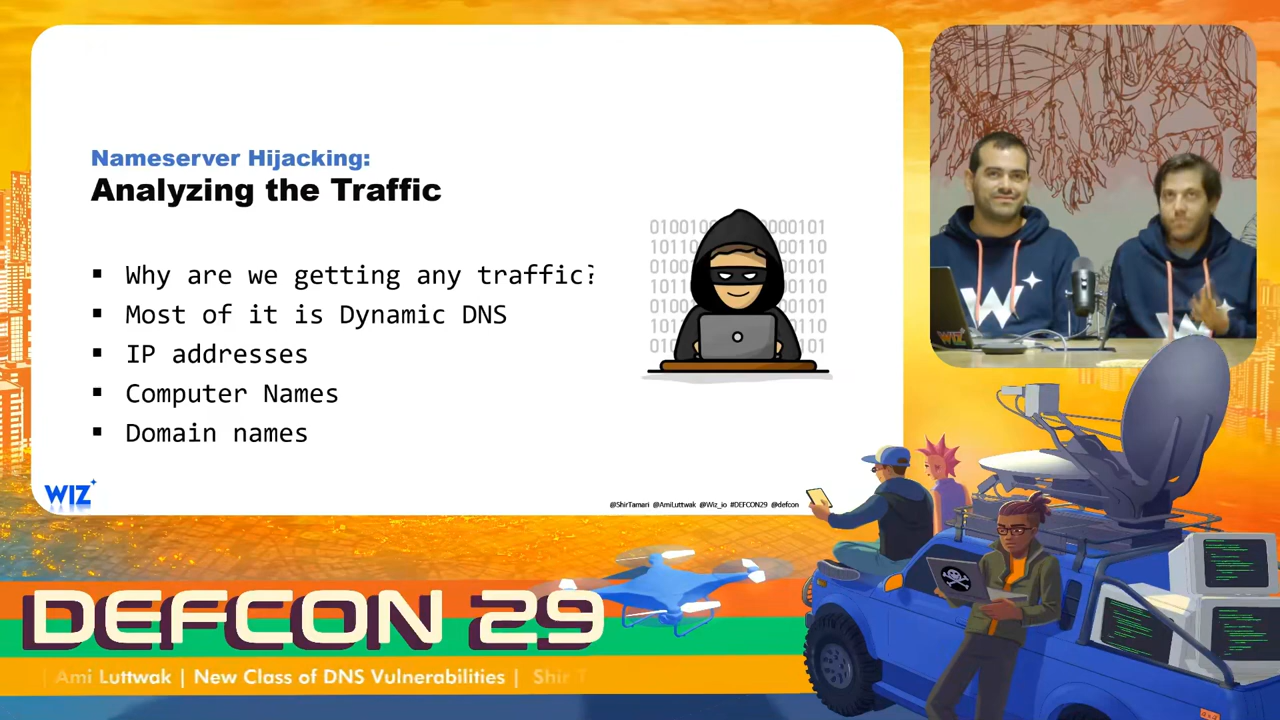 Nameserver Hijacking:
Analyzing the Traffic
▪ Why are we getting any traffic?
▪ Most of it is Dynamic DNS
▪ IP addresses
▪ Computer Names
▪ Domain names
WIZ
@ShirTamari @AmiLuttwak @Wiz_io #DEFCON29 @defcon
W
W
WIZ
DEFCON 29
Ami Luttwak | New Class of DNS Vulnerabilities | Shir T